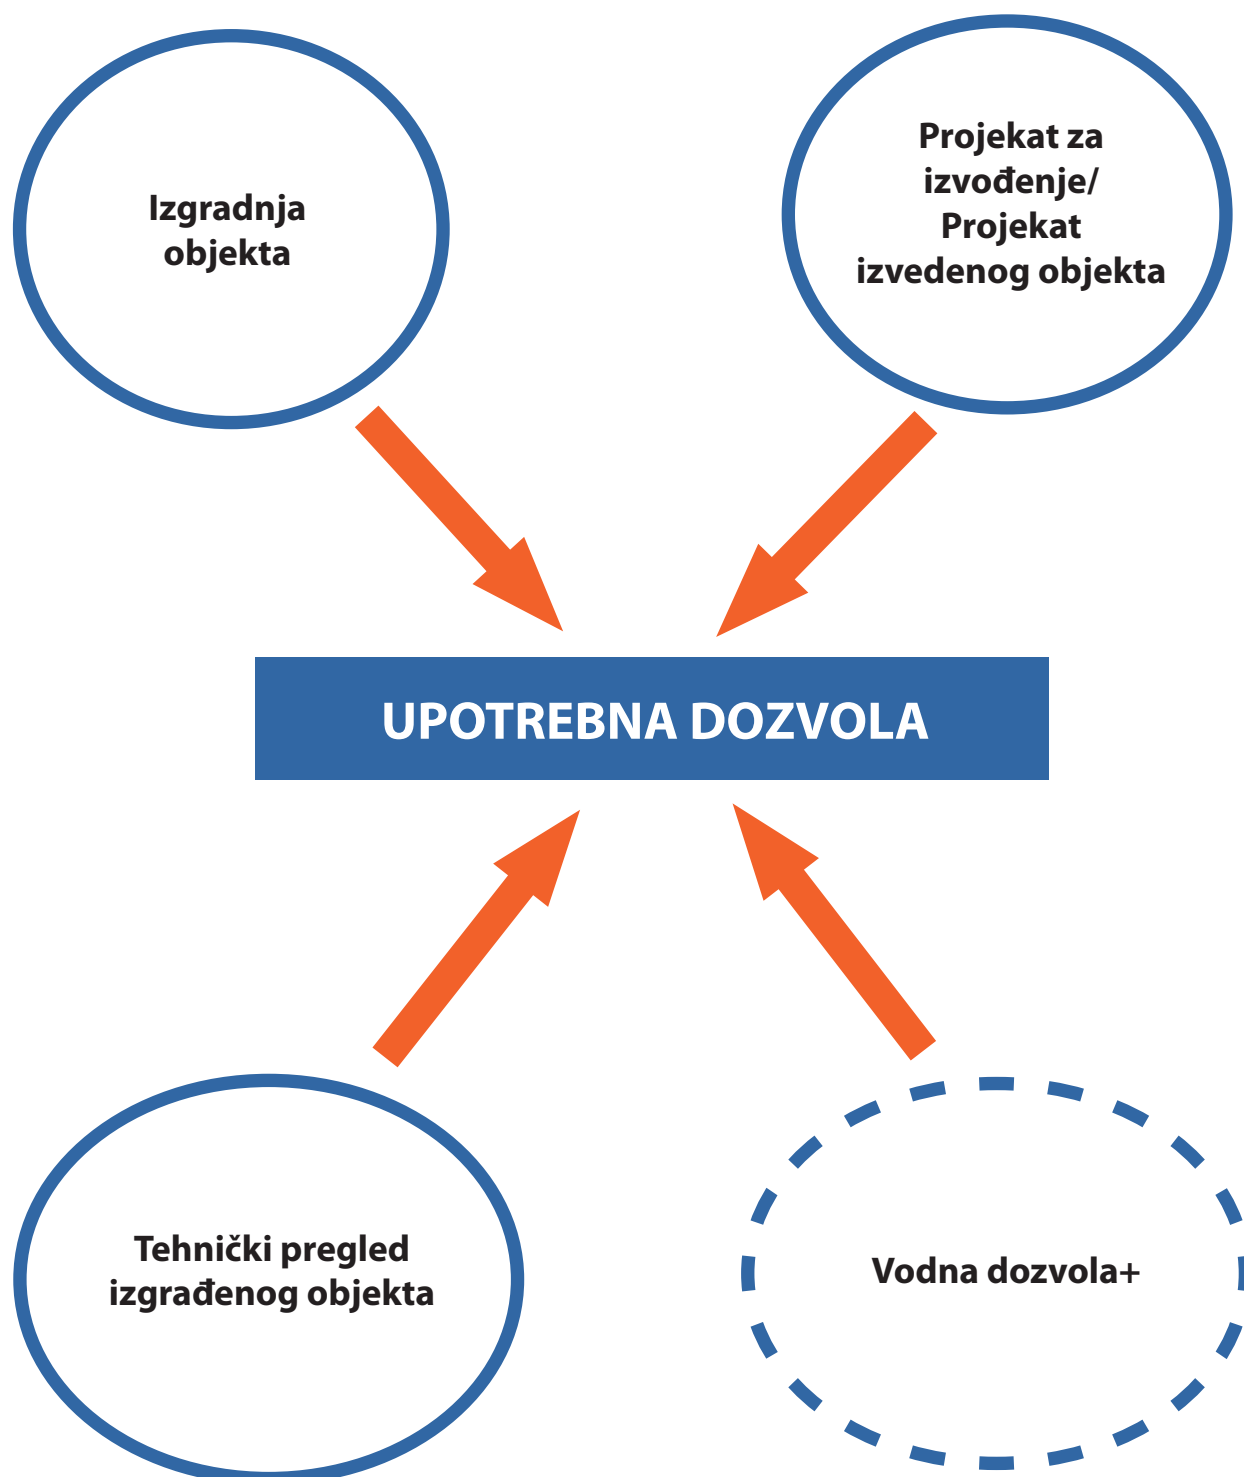 Izgradnja
objekta
Projekat za
izvođenje/
Projekat
izvedenog objekta
UPOTREBNA DOZVOLA
Tehnički pregled
izgrađenog objekta
Vodna dozvola+